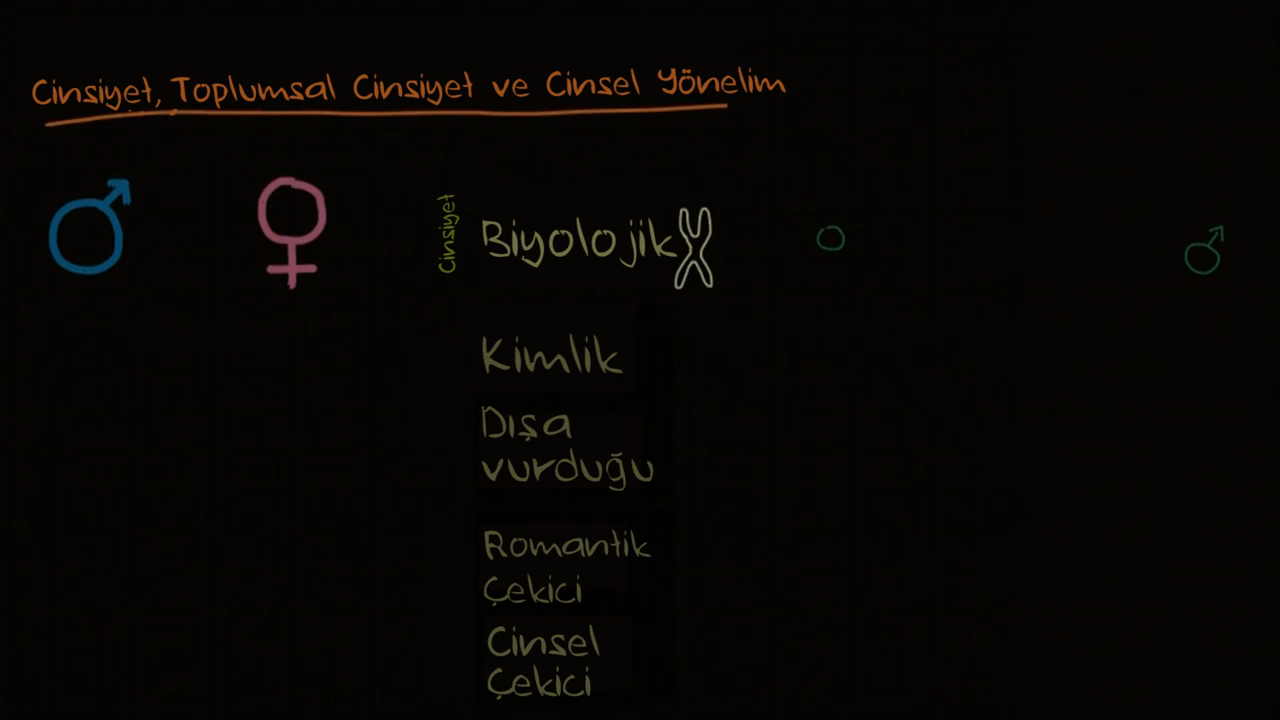 Cinsiyet, Toplumsal Cinsiyet ve Cinsel Yönelim
Cinsiyet
Biyolojik
Kimlik
Dışa
vurduğu
Romantik
Çekici
Cinsel
Çekici